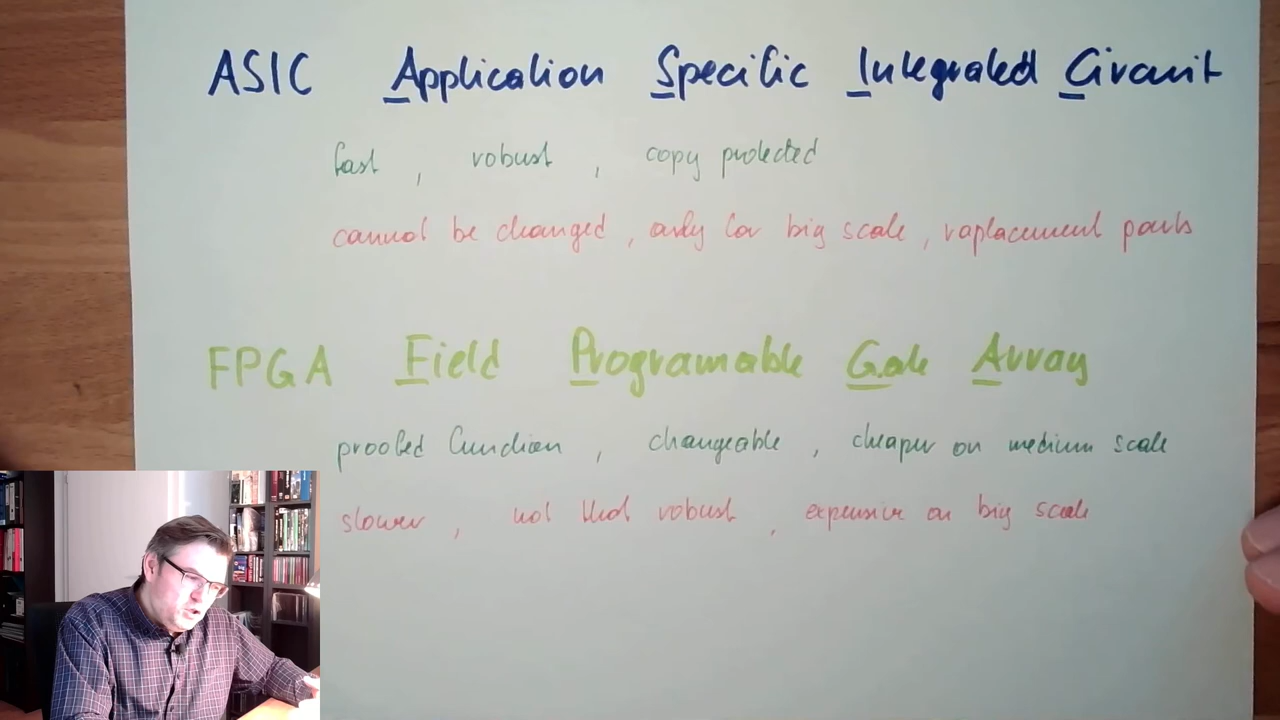 ASIC Application Specific Integrated Circuit
fast , robust , copy protected
cannot be changed , only for big scale , raplacement parts
FPGA Field Programable Gate Array
proofed function , changeable , cheaper on medium scale
slower , not that robust , expensive on big scale